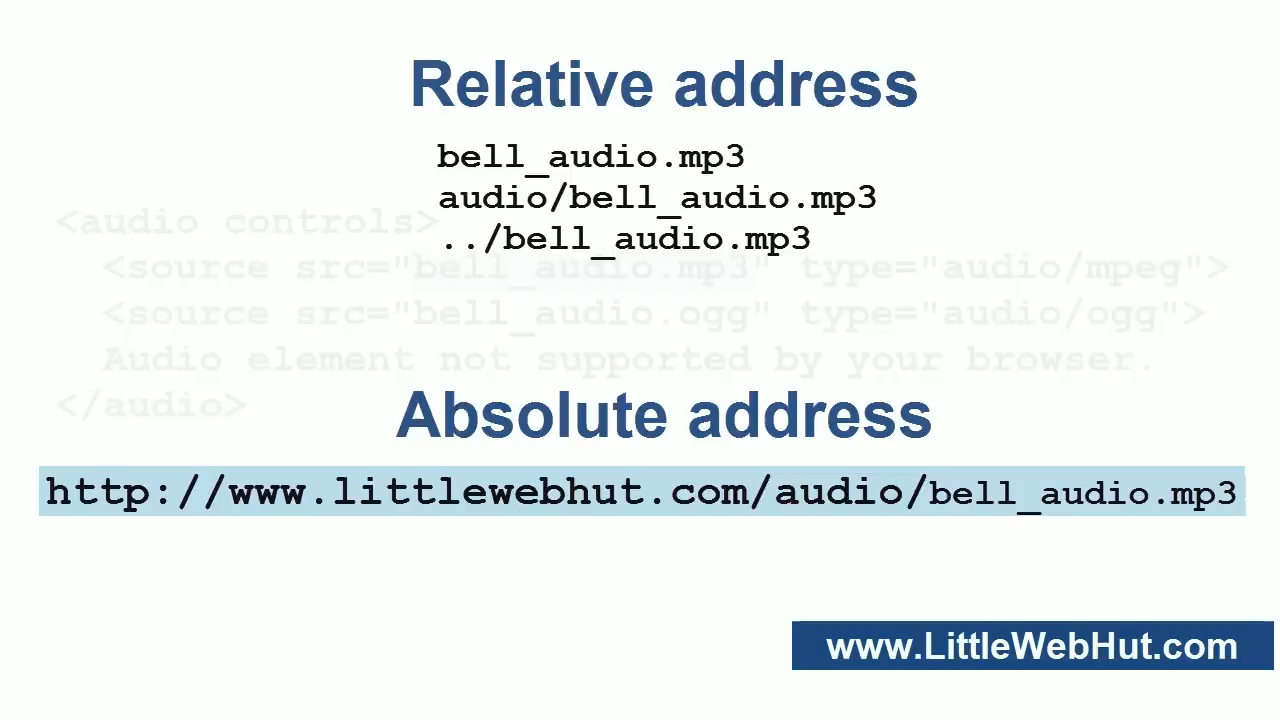 Relative address
bell_audio.mp3
audio/bell_audio.mp3
../bell_audio.mp3
<audio controls>
<source src="bell_audio.mp3" type="audio/mpeg">
<source src="bell_audio.ogg" type="audio/ogg">
Audio element not supported by your browser.
</audio>
Absolute address
http://www.littlewebhut.com/audio/bell_audio.mp3
www.LittleWebHut.com